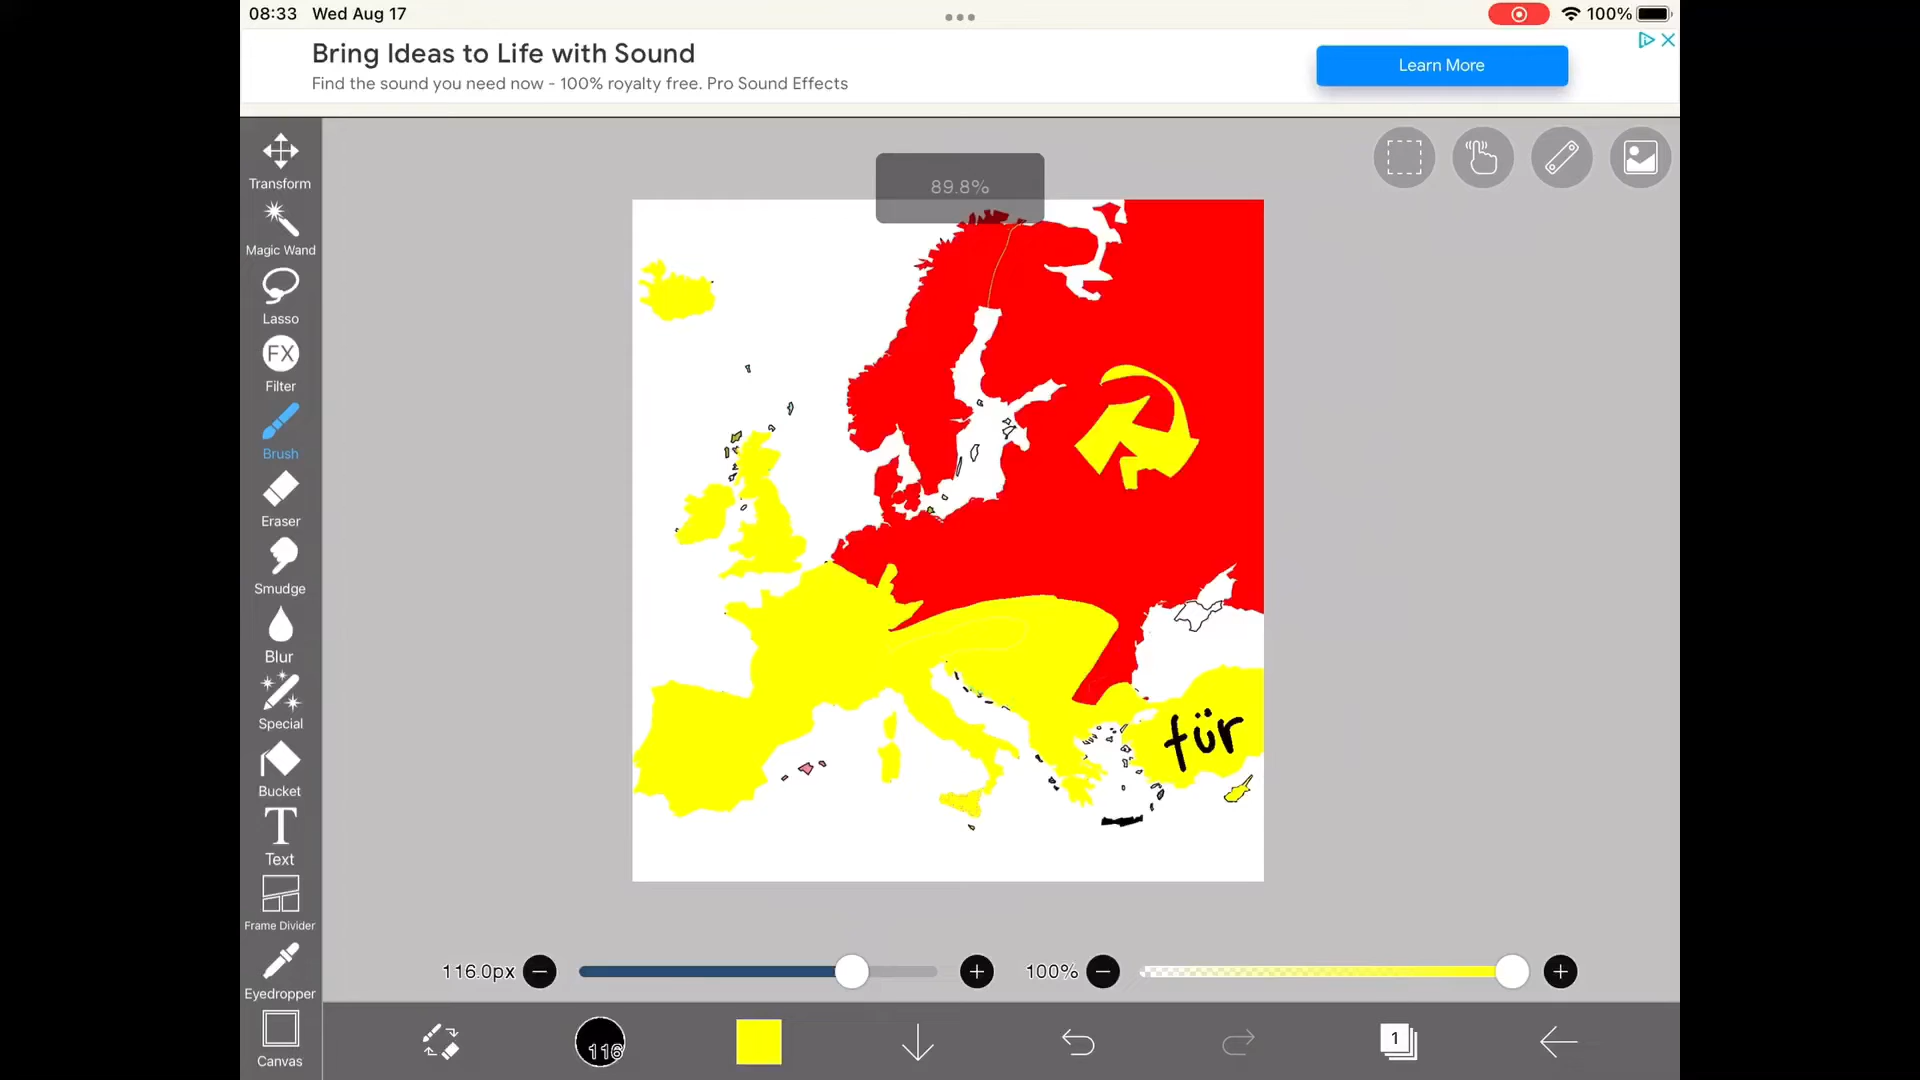 08:33 Wed Aug 17
100%
Bring Ideas to Life with Sound
Find the sound you need now - 100% royalty free. Pro Sound Effects
Learn More
Transform
Magic Wand
Lasso
FX
Filter
Brush
Eraser
Smudge
Blur
Special
Bucket
T
Text
Frame Divider
Eyedropper
Canvas
89.8%
für
116.0px
100%
116
1